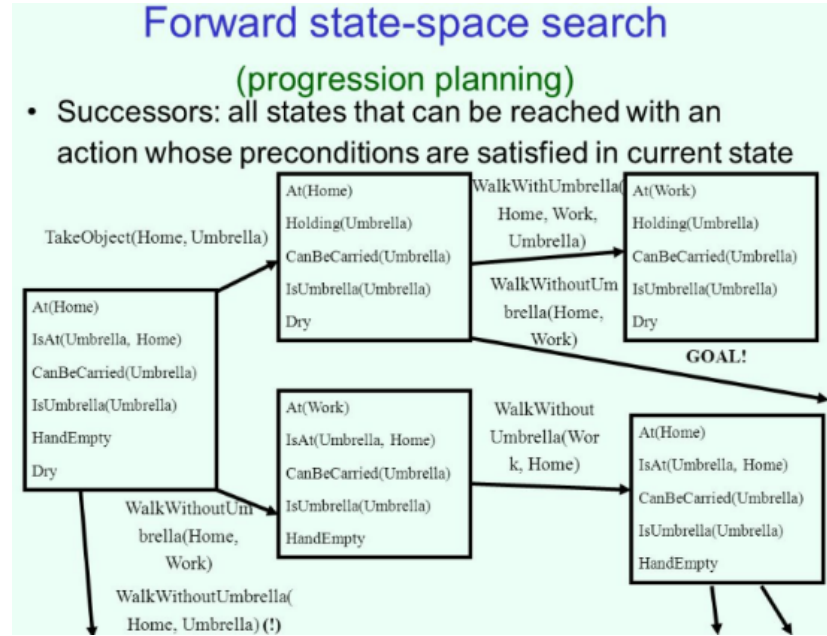 Forward state-space search
(progression planning)
• Successors: all states that can be reached with an
action whose preconditions are satisfied in current state
TakeObject(Home, Umbrella)
At(Home)
Holding(Umbrella)
CanBeCarried(Umbrella)
IsUmbrella(Umbrella)
Dry
WalkWithUmbrella(
Home, Work,
Umbrella)
WalkWithoutUm
brella(Home,
Work)
At(Work)
Holding(Umbrella)
CanBeCarried(Umbrella)
IsUmbrella(Umbrella)
Dry
GOAL!
At(Home)
IsAt(Umbrella, Home)
CanBeCarried(Umbrella)
IsUmbrella(Umbrella)
HandEmpty
Dry
WalkWithoutUm
brella(Home,
Work)
WalkWithoutUmbrella(
Home, Umbrella) (!)
At(Work)
IsAt(Umbrella, Home)
CanBeCarried(Umbrella)
IsUmbrella(Umbrella)
HandEmpty
WalkWithout
Umbrella(Wor
k, Home)
At(Home)
IsAt(Umbrella, Home)
CanBeCarried(Umbrella)
IsUmbrella(Umbrella)
HandEmpty